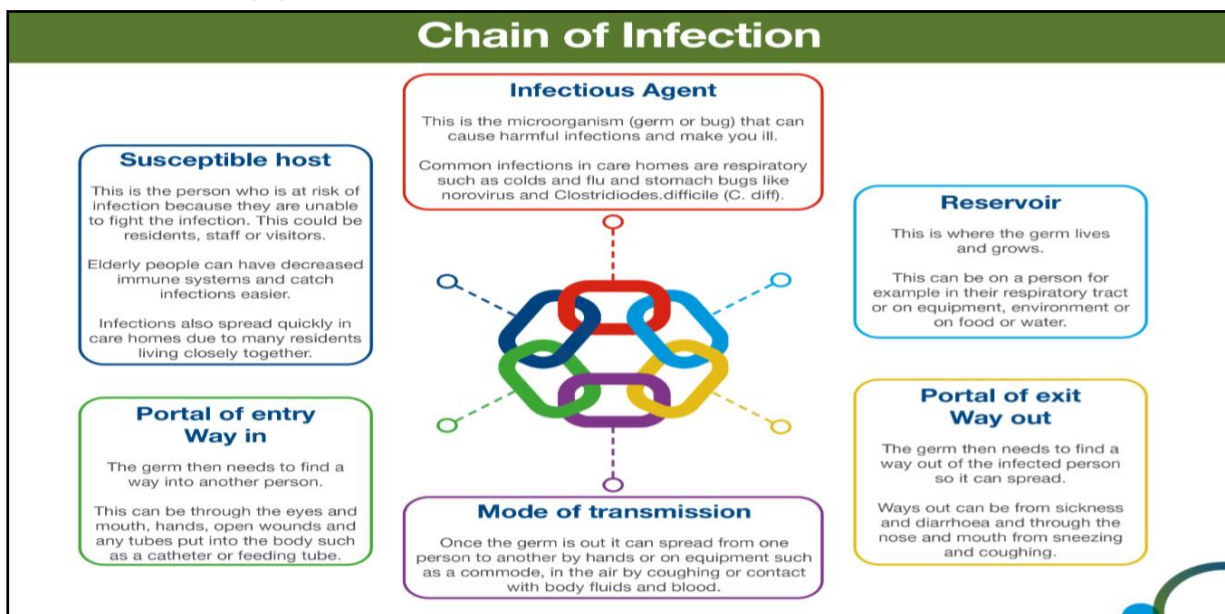 Chain of Infection
Infectious Agent
This is the microorganism (germ or bug) that can
cause harmful infections and make you ill.
Common infections in care homes are respiratory
such as colds and flu and stomach bugs like
norovirus and Clostridiodes.difficile (C. diff).
Reservoir
This is where the germ lives
and grows.
This can be on a person for
example in their respiratory tract
or on equipment, environment or
on food or water.
Portal of exit
Way out
The germ then needs to find a
way out of the infected person
so it can spread.
Ways out can be from sickness
and diarrhoea and through the
nose and mouth from sneezing
and coughing.
Mode of transmission
Once the germ is out it can spread from one
person to another by hands or on equipment such
as a commode, in the air by coughing or contact
with body fluids and blood.
Portal of entry
Way in
The germ then needs to find a
way into another person.
This can be through the eyes and
mouth, hands, open wounds and
any tubes put into the body such
as a catheter or feeding tube.
Susceptible host
This is the person who is at risk of
infection because they are unable
to fight the infection. This could be
residents, staff or visitors.
Elderly people can have decreased
immune systems and catch
infections easier.
Infections also spread quickly in
care homes due to many residents
living closely together.